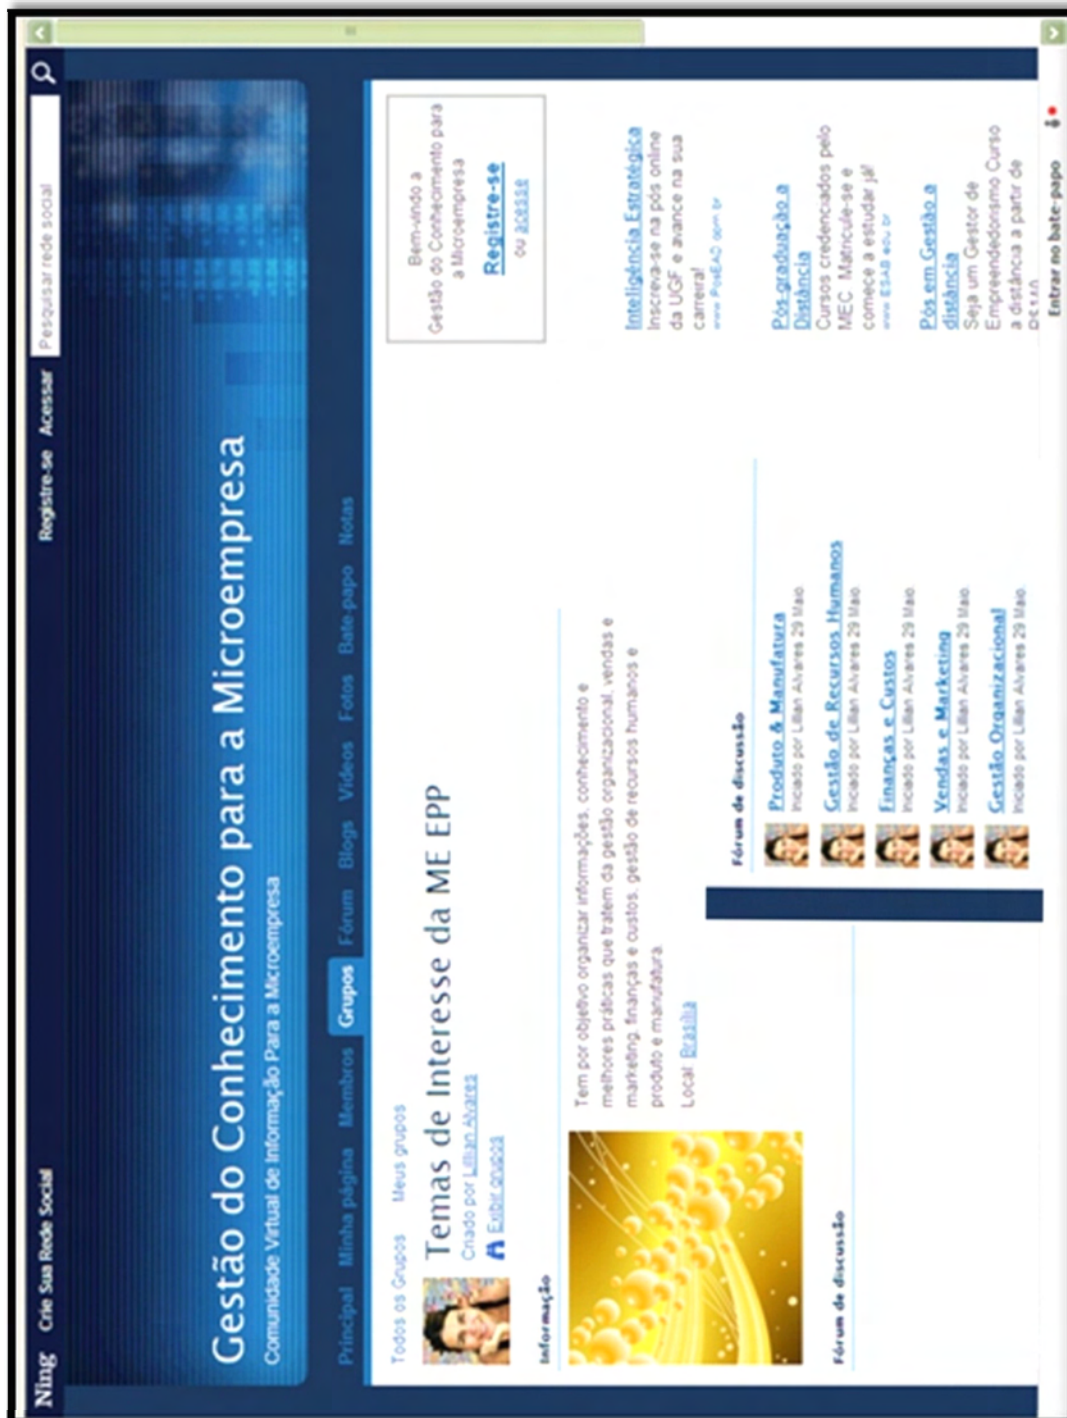 Ning Crie Sua Rede Social Registre-se Acessar Pesquisar rede social
Gestão do Conhecimento para a Microempresa
Comunidade Virtual de Informação Para a Microempresa
Principal Minha página Membros Grupos Fórum Blogs Vídeos Fotos Bate-papo Notas
Todos os Grupos Meus grupos
Temas de Interesse da ME EPP
Criado por Lillian Alvares
Exibir grupos
Informação
Tem por objetivo organizar informações, conhecimento e
melhores práticas que tratem da gestão organizacional, vendas e
marketing, finanças e custos, gestão de recursos humanos e
produto e manufatura.
Local: Brasília
Fórum de discussão
Fórum de discussão
Produto & Manufatura
Iniciado por Lillian Alvares 29 Maio.
Gestão de Recursos Humanos
Iniciado por Lillian Alvares 29 Maio.
Finanças e Custos
Iniciado por Lillian Alvares 29 Maio.
Vendas e Marketing
Iniciado por Lillian Alvares 29 Maio.
Gestão Organizacional
Iniciado por Lillian Alvares 29 Maio.
Bem-vindo a
Gestão do Conhecimento para
a Microempresa
Registre-se
ou acesse
Inteligência Estratégica
Inscreva-se na pós online
da UGF e avance na sua
carreira!
www.PosEAD.com.br
Pós-graduação a
Distância
Cursos credenciados pelo
MEC. Matricule-se e
comece a estudar já!
www.ESAB.edu.br
Pós em Gestão a
distância
Seja um Gestor de
Empreendedorismo Curso
a distância a partir de
Entrar no bate-papo